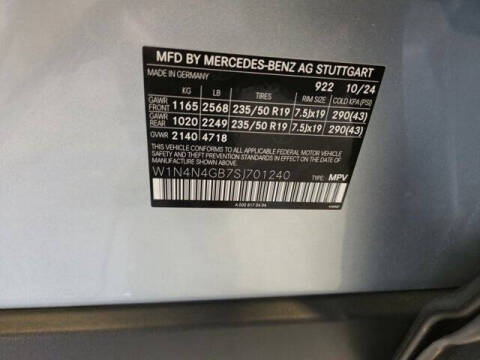 MFD BY MERCEDES-BENZ AG STUTTGART
MADE IN GERMANY 922 10/24
KG LB TIRES RIM SIZE COLD KPA (PSI)
GAWR FRONT 1165 2568 235/50 R19 7.5Jx19 290(43)
GAWR REAR 1020 2249 235/50 R19 7.5Jx19 290(43)
GVWR 2140 4718
THIS VEHICLE CONFORMS TO ALL APPLICABLE FEDERAL MOTOR VEHICLE
SAFETY AND THEFT PREVENTION STANDARDS IN EFFECT ON THE DATE OF
MANUFACTURE SHOWN ABOVE
W1N4N4GB7SJ701240 TYPE: MPV